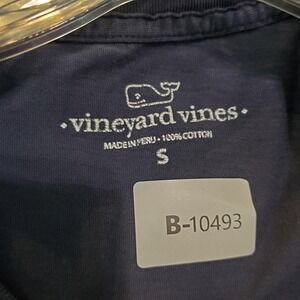 ·vineyard vines·
MADE IN PERU • 100% COTTON
S
B-10493